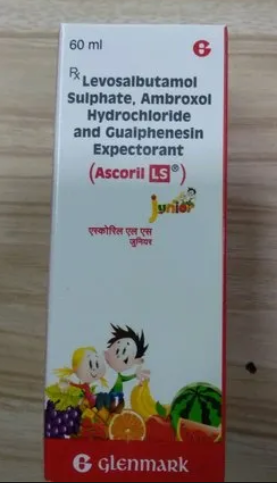 60 ml
Rx Levosalbutamol
Sulphate, Ambroxol
Hydrochloride
and Guaiphenesin
Expectorant
(Ascoril LS®)
Junior
एस्कोरिल एल एस
जुनियर
glenmark